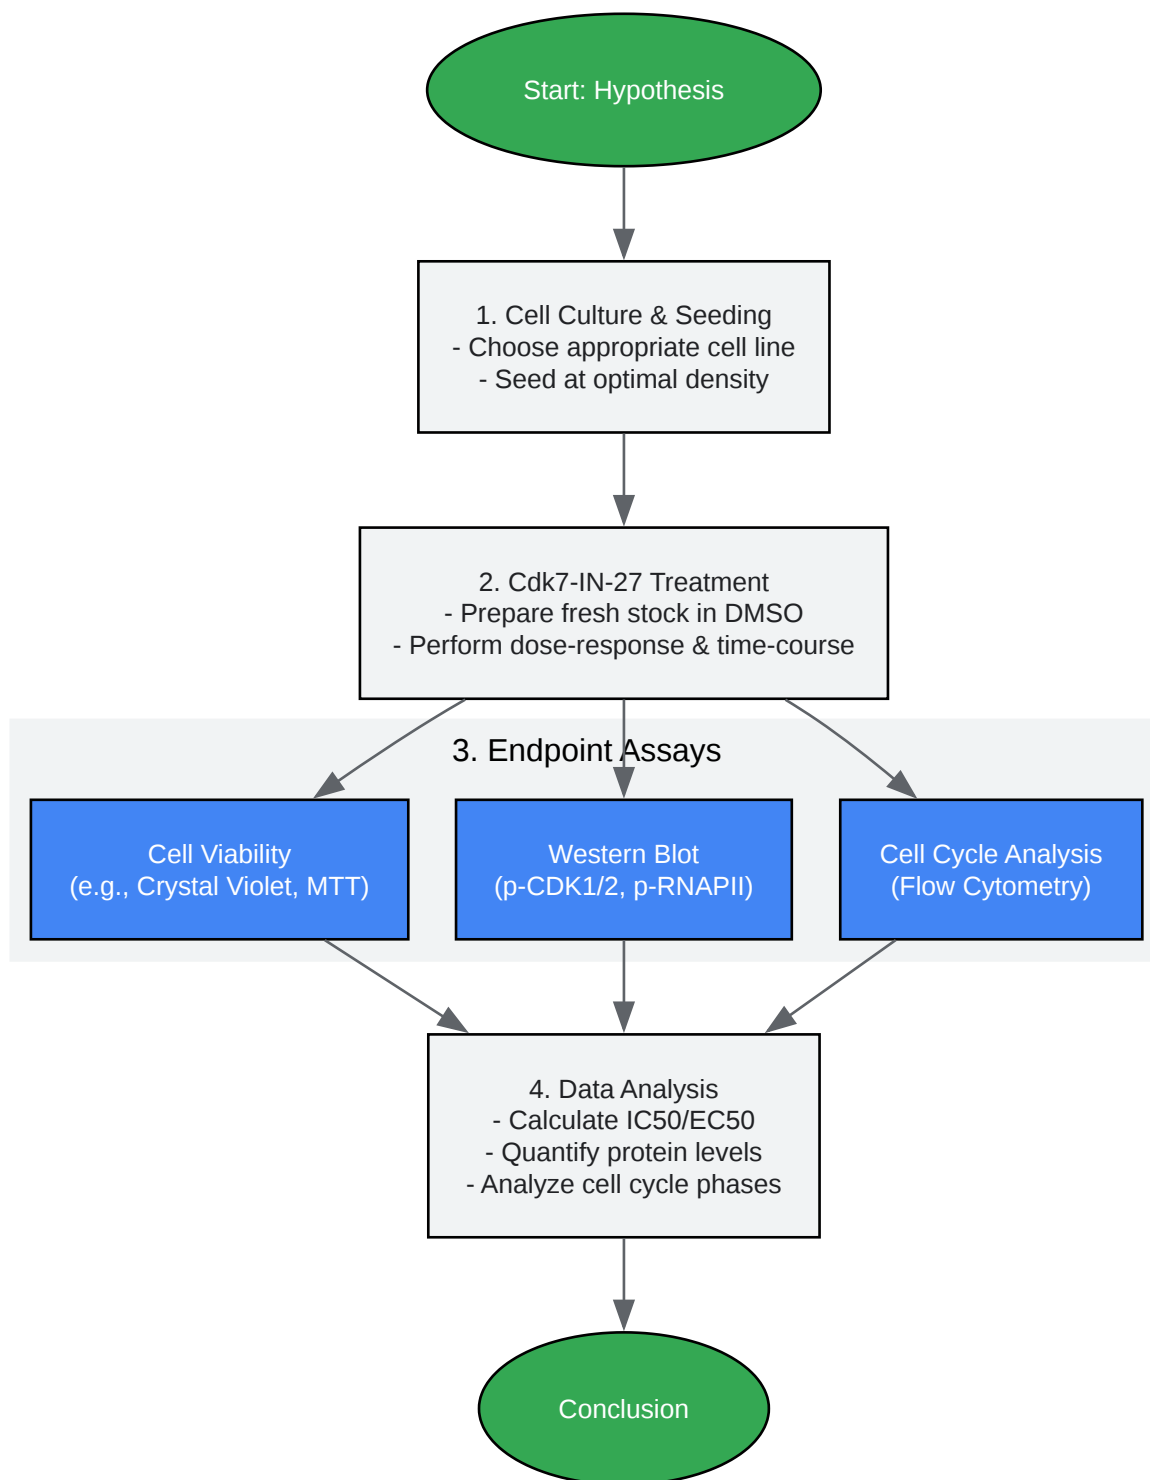 Start: Hypothesis
1. Cell Culture & Seeding
- Choose appropriate cell line
- Seed at optimal density
2. Cdk7-IN-27 Treatment
- Prepare fresh stock in DMSO
- Perform dose-response & time-course
3. Endpoint Assays
Cell Viability
(e.g., Crystal Violet, MTT)
Western Blot
(p-CDK1/2, p-RNAPII)
Cell Cycle Analysis
(Flow Cytometry)
4. Data Analysis
- Calculate IC50/EC50
- Quantify protein levels
- Analyze cell cycle phases
Conclusion